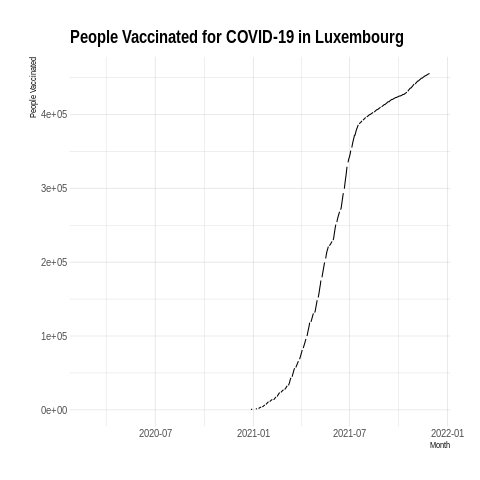 People Vaccinated for COVID-19 in Luxembourg
People Vaccinated
4e+05
3e+05
2e+05
1e+05
0e+00
2020-07 2021-01 2021-07 2022-01
Month